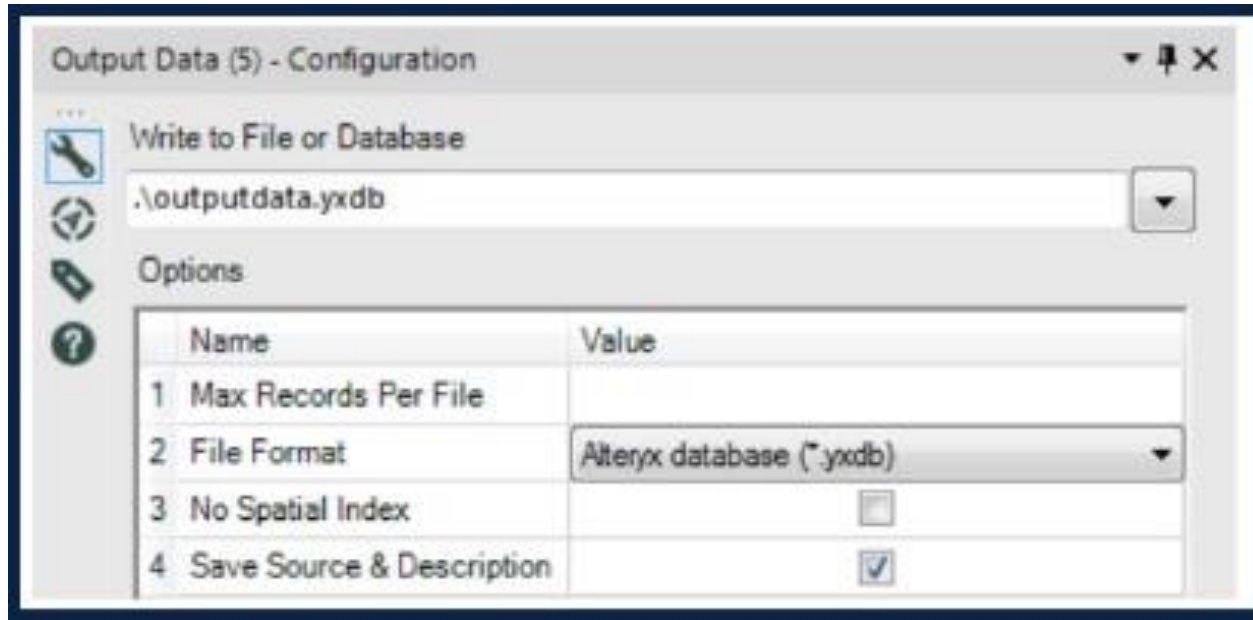 Output Data (5) - Configuration
Write to File or Database
.\outputdata.yxdb
Options
Name Value
1 Max Records Per File
2 File Format Alteryx database (*.yxdb)
3 No Spatial Index
4 Save Source & Description